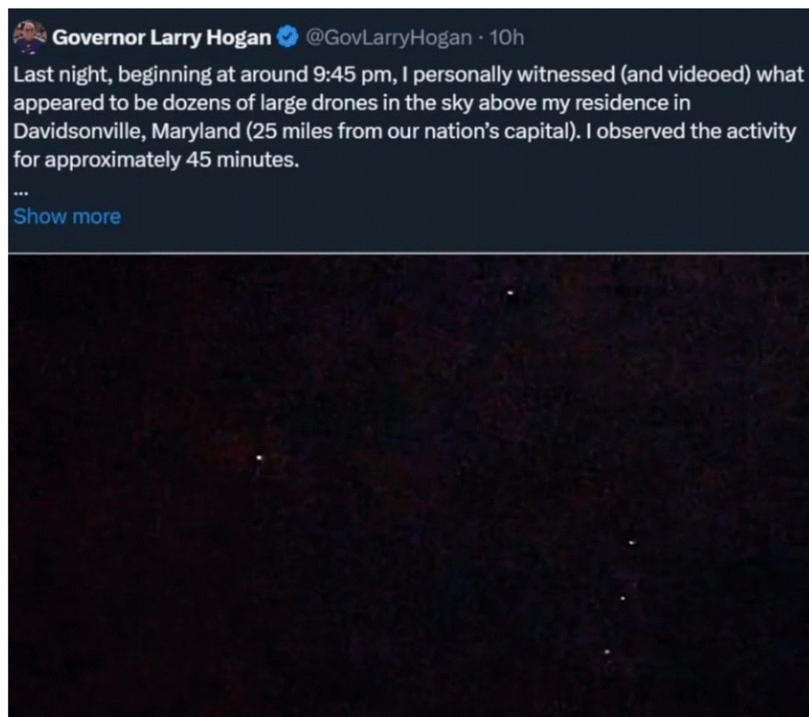 Governor Larry Hogan @GovLarryHogan · 10h
Last night, beginning at around 9:45 pm, I personally witnessed (and videoed) what
appeared to be dozens of large drones in the sky above my residence in
Davidsonville, Maryland (25 miles from our nation’s capital). I observed the activity
for approximately 45 minutes.
...
Show more